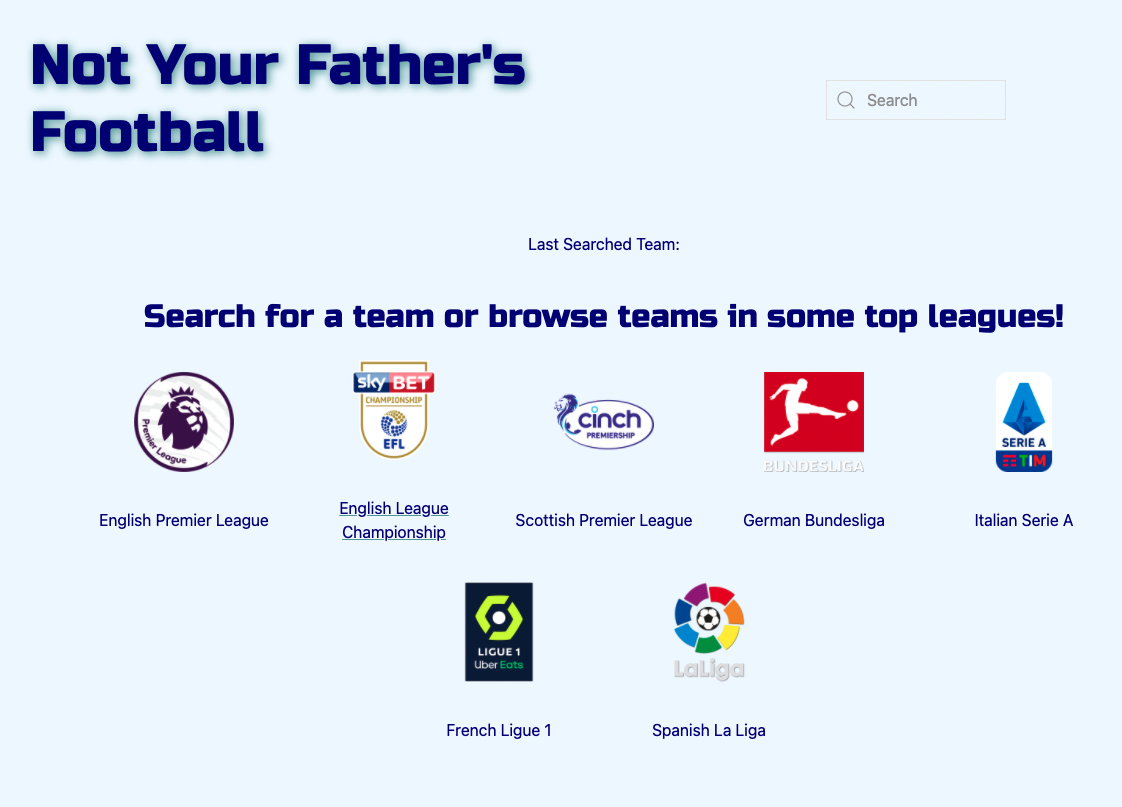 Not Your Father's
Football
Search
Last Searched Team:
Search for a team or browse teams in some top leagues!
Premier League
sky BET
CHAMPIONSHIP
EFL
cinch
PREMIERSHIP
BUNDESLIGA
SERIE A
TIM
English Premier League
English League
Championship
Scottish Premier League
German Bundesliga
Italian Serie A
LIGUE 1
Uber Eats
LaLiga
French Ligue 1
Spanish La Liga